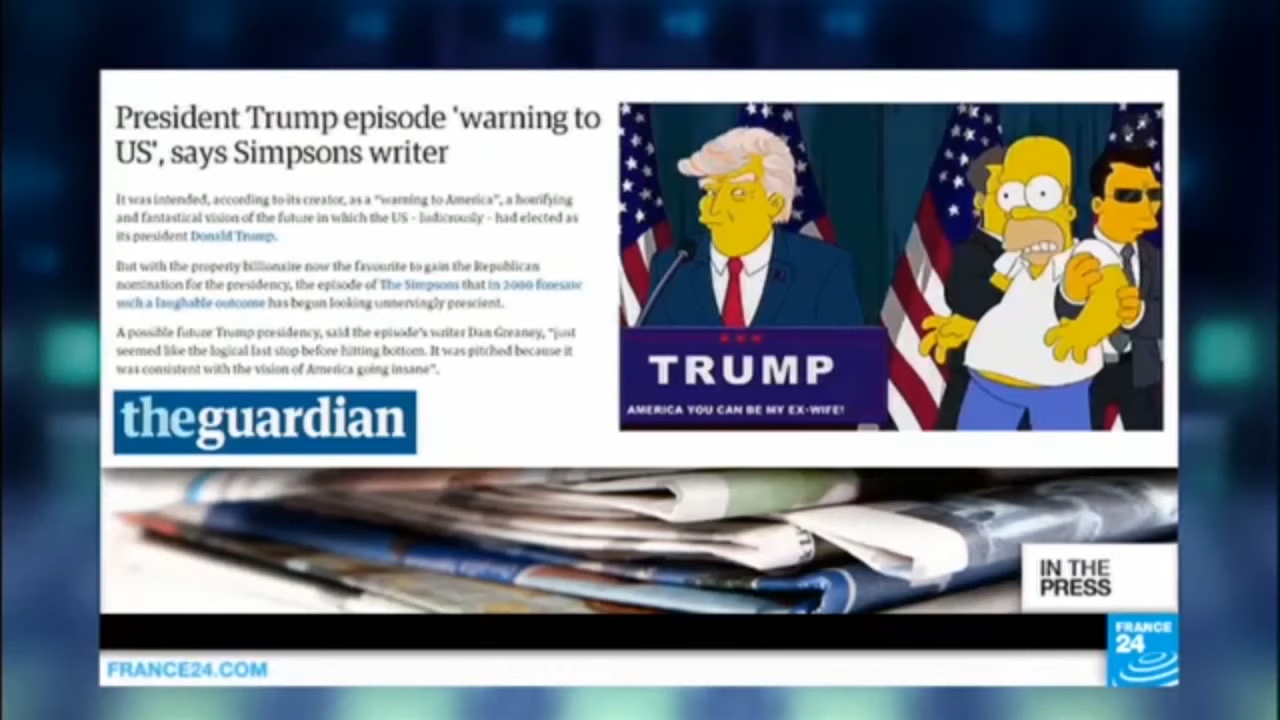 President Trump episode 'warning to
US', says Simpsons writer
It was intended, according to its creator, as a "warning to America", a horrifying
and fantastical vision of the future in which the US - ludicrously - had elected as
its president Donald Trump.
But with the property billionaire now the favourite to gain the Republican
nomination for the presidency, the episode of The Simpsons that in 2000 foresaw
such a laughable outcome has begun looking unnervingly prescient.
A possible future Trump presidency, said the episode's writer Dan Greaney, "just
seemed like the logical last stop before hitting bottom. It was pitched because it
was consistent with the vision of America going insane".
theguardian
TRUMP
AMERICA YOU CAN BE MY EX-WIFE!
IN THE
PRESS
FRANCE
24
FRANCE24.COM